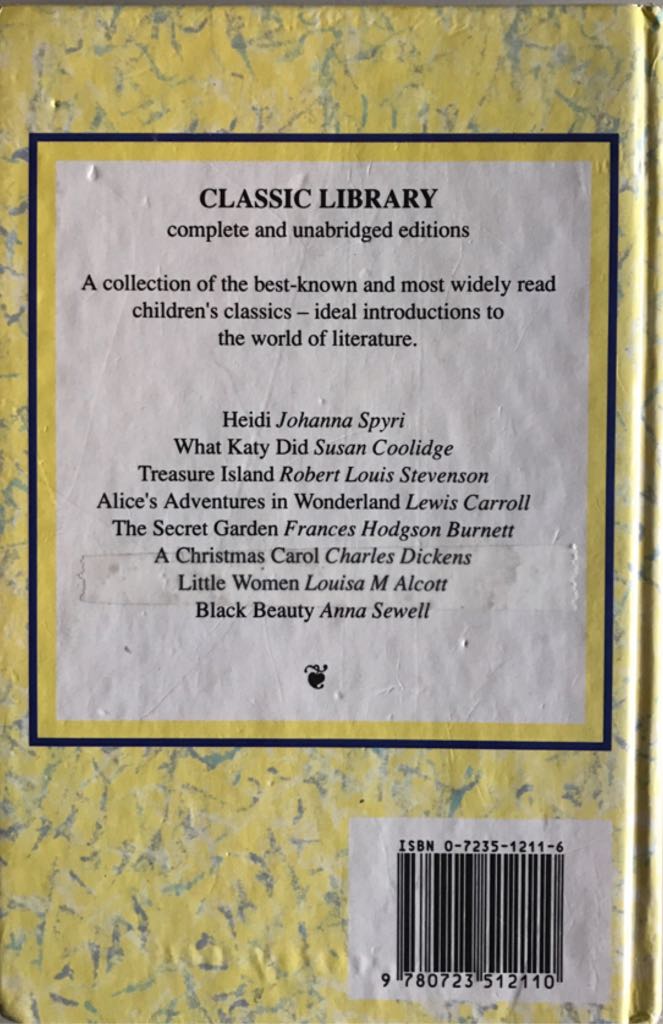 CLASSIC LIBRARY
complete and unabridged editions
A collection of the best-known and most widely read
children's classics – ideal introductions to
the world of literature.
Heidi Johanna Spyri
What Katy Did Susan Coolidge
Treasure Island Robert Louis Stevenson
Alice's Adventures in Wonderland Lewis Carroll
The Secret Garden Frances Hodgson Burnett
A Christmas Carol Charles Dickens
Little Women Louisa M Alcott
Black Beauty Anna Sewell
ISBN 0-7235-1211-6
9 780723 512110